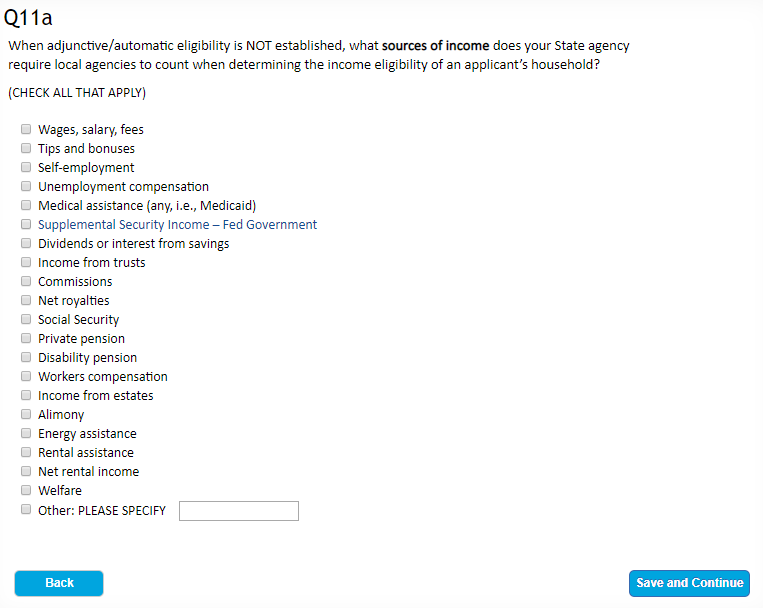 Q11a
When adjunctive/automatic eligibility is NOT established, what sources of income does your State agency
require local agencies to count when determining the income eligibility of an applicant's household?
(CHECK ALL THAT APPLY)
Wages, salary, fees
Tips and bonuses
Self-employment
Unemployment compensation
Medical assistance (any, i.e., Medicaid)
Supplemental Security Income – Fed Government
Dividends or interest from savings
Income from trusts
Commissions
Net royalties
Social Security
Private pension
Disability pension
Workers compensation
Income from estates
Alimony
Energy assistance
Rental assistance
Net rental income
Welfare
Other: PLEASE SPECIFY
Back
Save and Continue